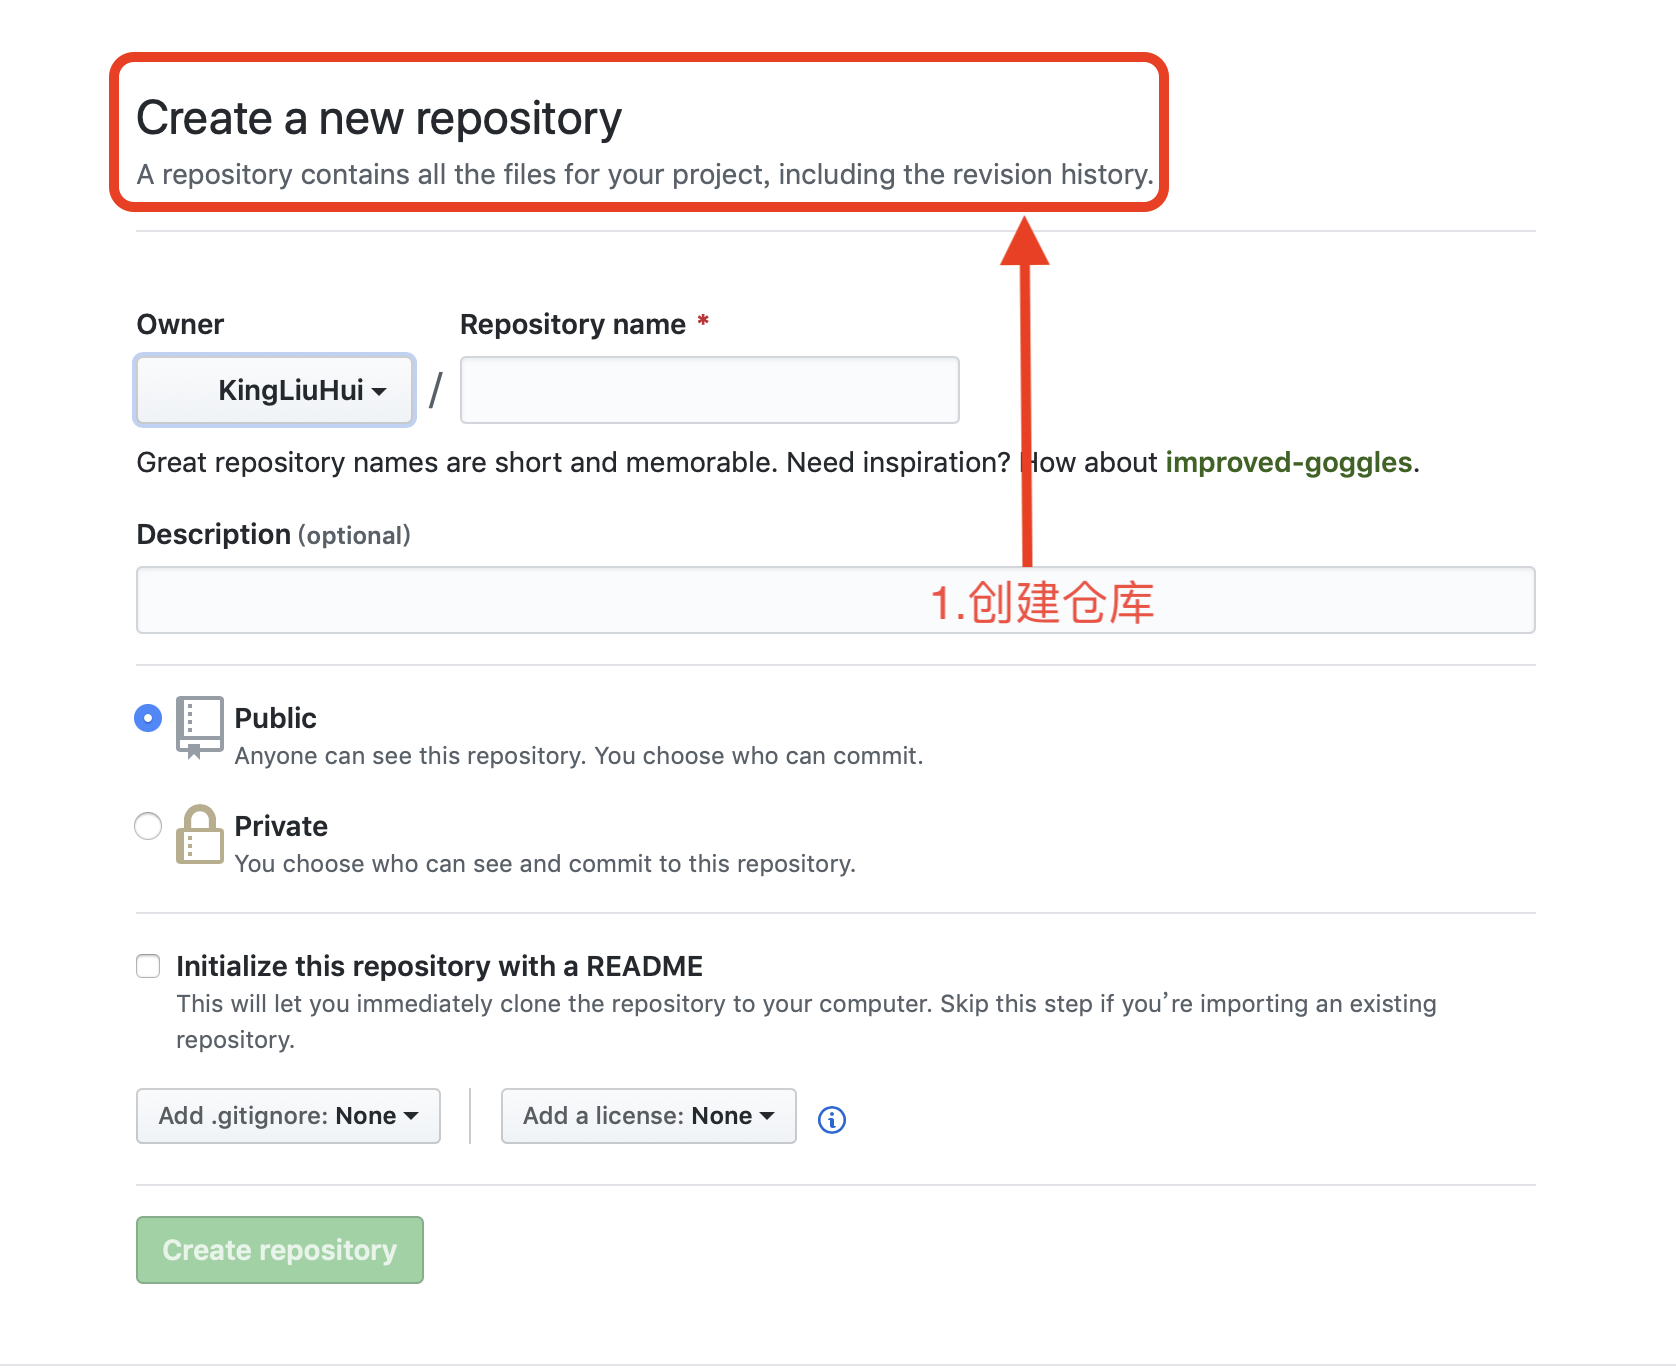 Create a new repository
A repository contains all the files for your project, including the revision history.
Owner
Repository name *
KingLiuHui
/
Great repository names are short and memorable. Need inspiration? How about improved-goggles.
Description (optional)
1.创建仓库
Public
Anyone can see this repository. You choose who can commit.
Private
You choose who can see and commit to this repository.
Initialize this repository with a README
This will let you immediately clone the repository to your computer. Skip this step if you’re importing an existing
repository.
Add .gitignore: None
Add a license: None
Create repository